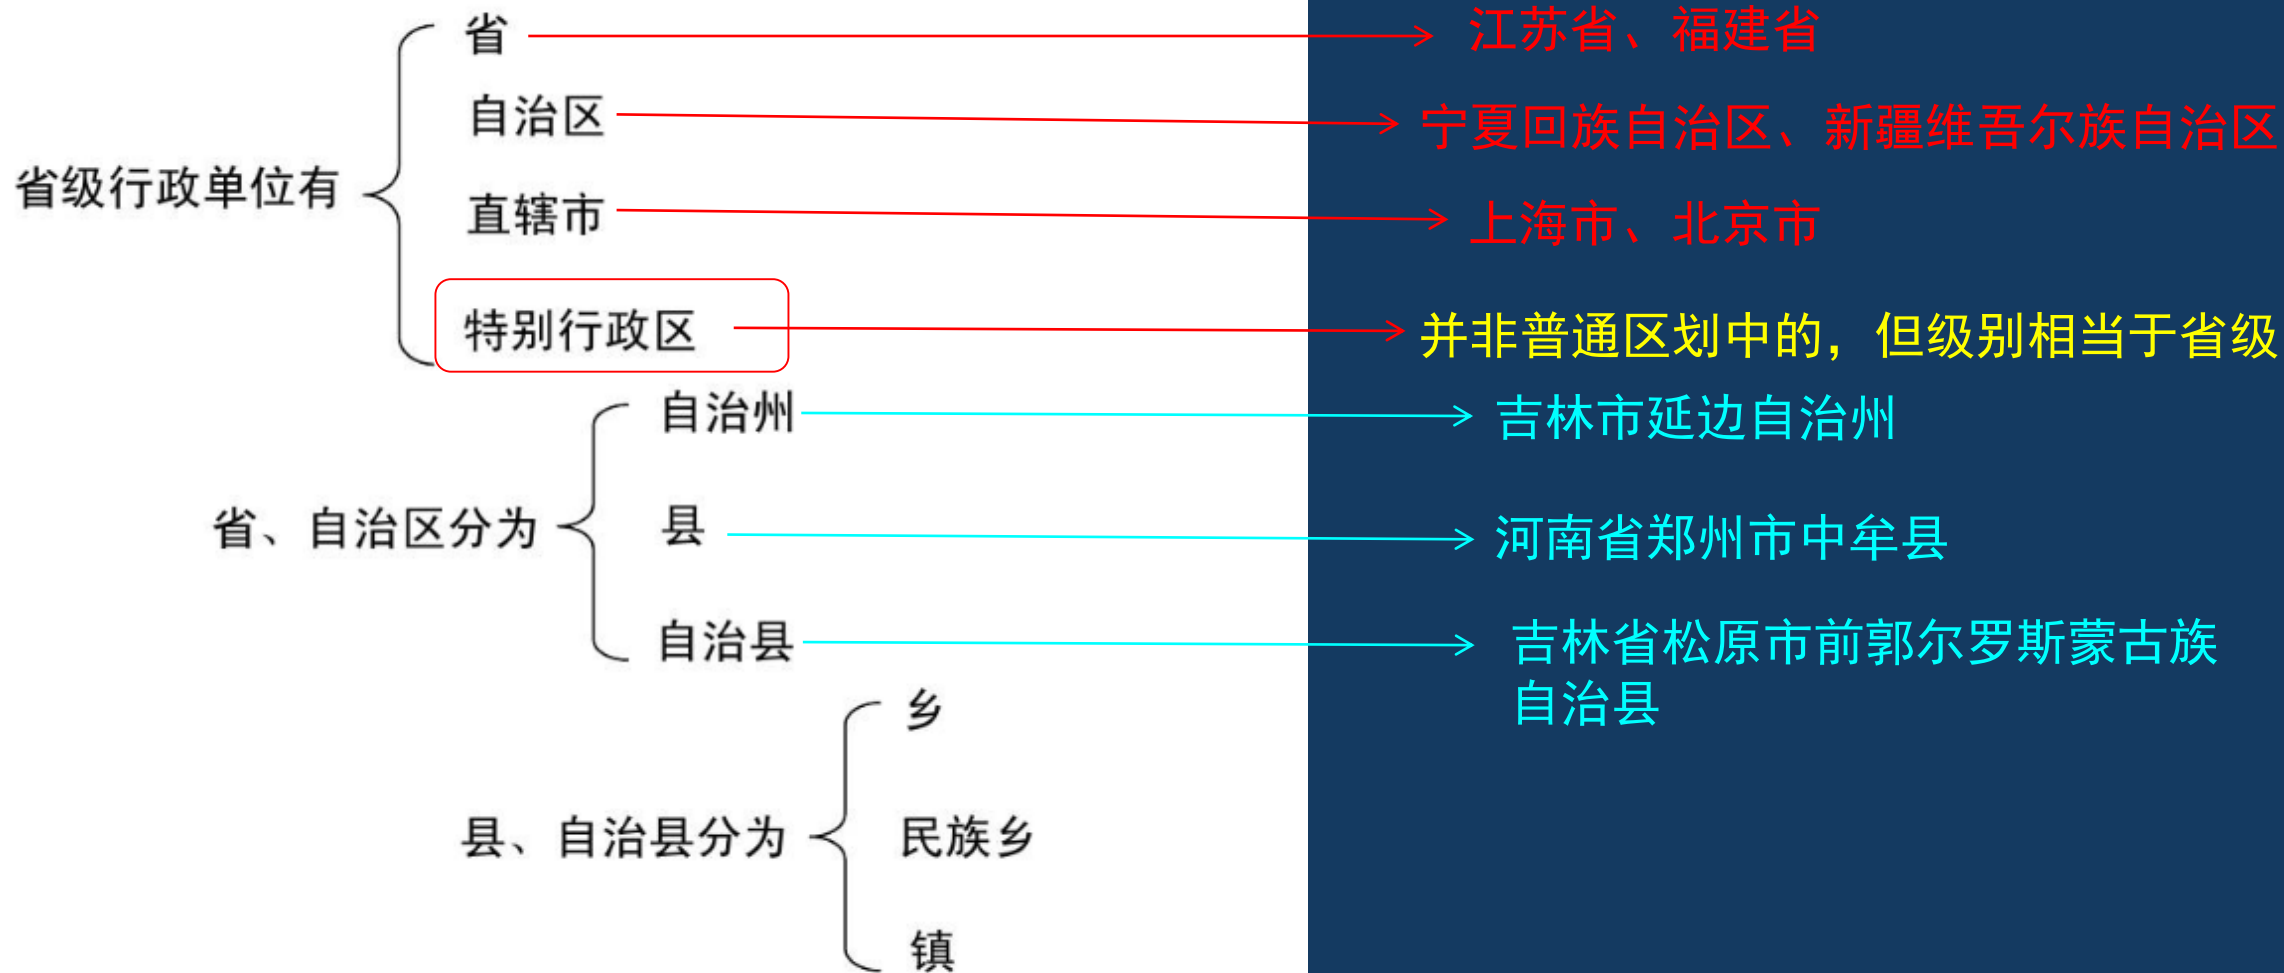 省
江苏省、福建省
自治区
宁夏回族自治区、新疆维吾尔族自治区
省级行政单位有
直辖市
上海市、北京市
特别行政区
并非普通区划中的，但级别相当于省级
自治州
吉林市延边自治州
省、自治区分为
县
河南省郑州市中牟县
自治县
吉林省松原市前郭尔罗斯蒙古族
自治县
乡
县、自治县分为
民族乡
镇